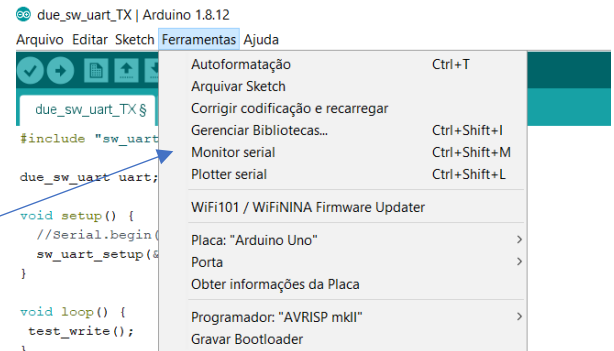 due_sw_uart_TX | Arduino 1.8.12
Arquivo Editar Sketch Ferramentas Ajuda
Autoformatação Ctrl+T
Arquivar Sketch
due_sw_uart_TX §
Corrigir codificação e recarregar
#include "sw_uart
Gerenciar Bibliotecas... Ctrl+Shift+I
Monitor serial Ctrl+Shift+M
due_sw_uart uart;
Plotter serial Ctrl+Shift+L
WiFi101 / WiFiNINA Firmware Updater
void setup() {
//Serial.begin(
Placa: "Arduino Uno"
sw_uart_setup(&
Porta
}
Obter informações da Placa
void loop() {
Programador: "AVRISP mkII"
test_write();
Gravar Bootloader
}